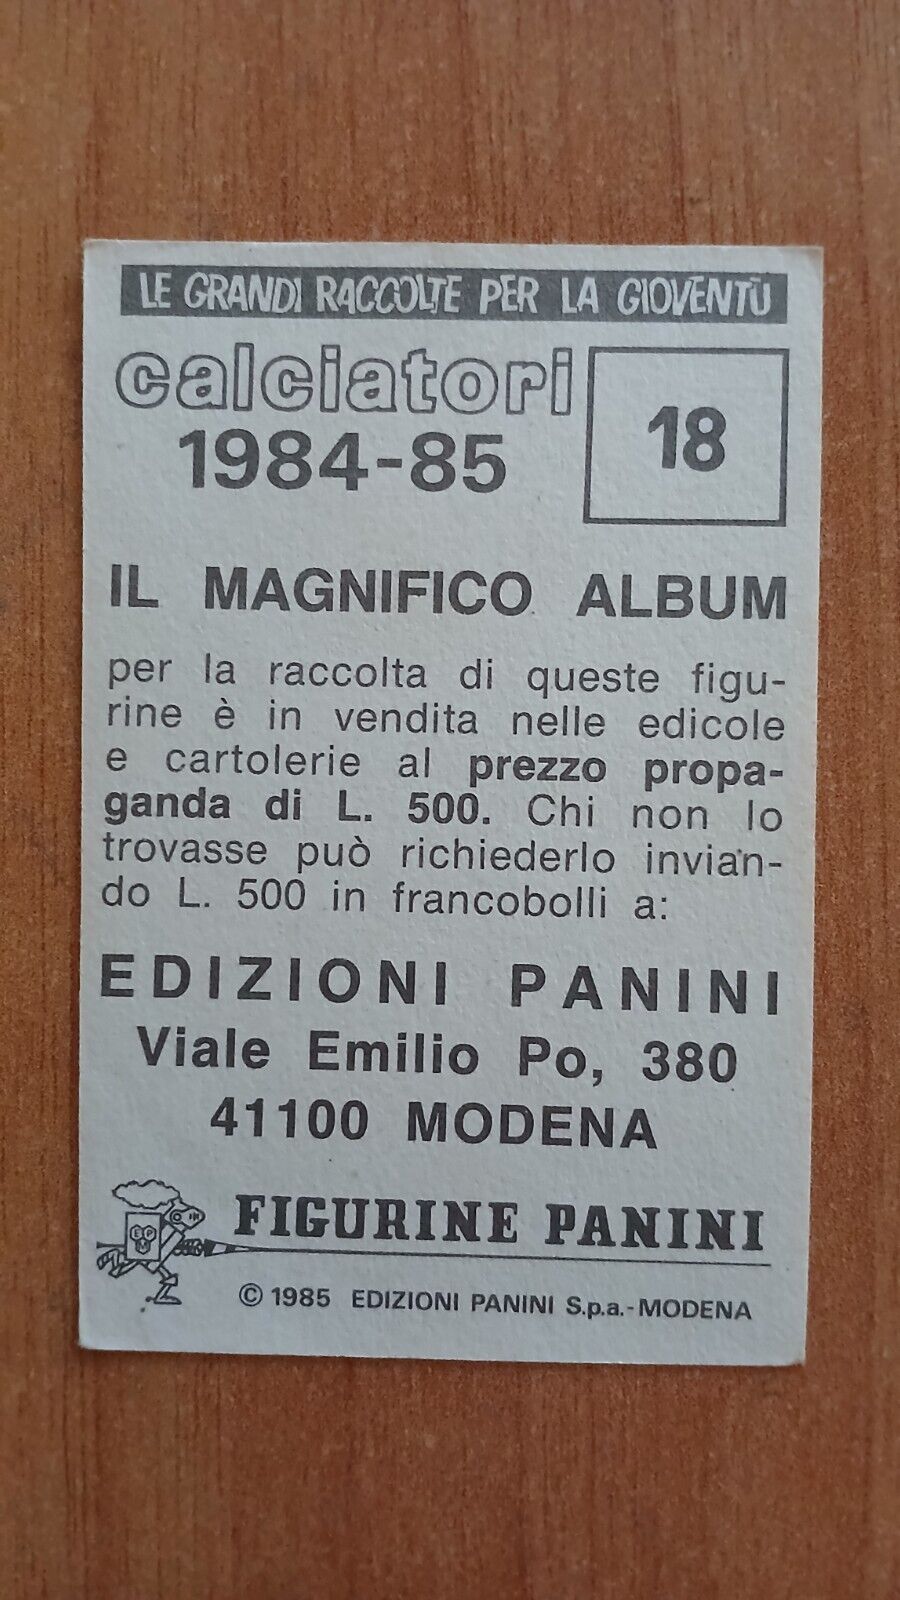 LE GRANDI RACCOLTE PER LA GIOVENTÙ
calciatori
1984-85
18
IL MAGNIFICO ALBUM
per la raccolta di queste figu-
rine è in vendita nelle edicole
e cartolerie al prezzo propa-
ganda di L. 500. Chi non lo
trovasse può richiederlo invian-
do L. 500 in francobolli a:
EDIZIONI PANINI
Viale Emilio Po, 380
41100 MODENA
EP
FIGURINE PANINI
© 1985 EDIZIONI PANINI S.p.a.-MODENA